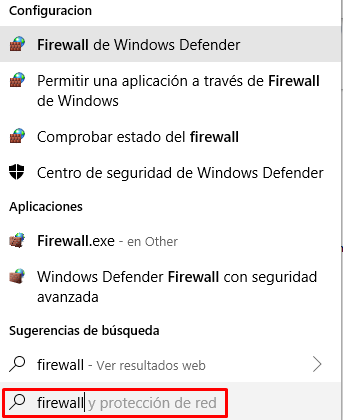 Configuracion
Firewall de Windows Defender
Permitir una aplicación a través de Firewall
de Windows
Comprobar estado del firewall
Centro de seguridad de Windows Defender
Aplicaciones
Firewall.exe - en Other
Windows Defender Firewall con seguridad
avanzada
Sugerencias de búsqueda
firewall - Ver resultados web
firewall y protección de red